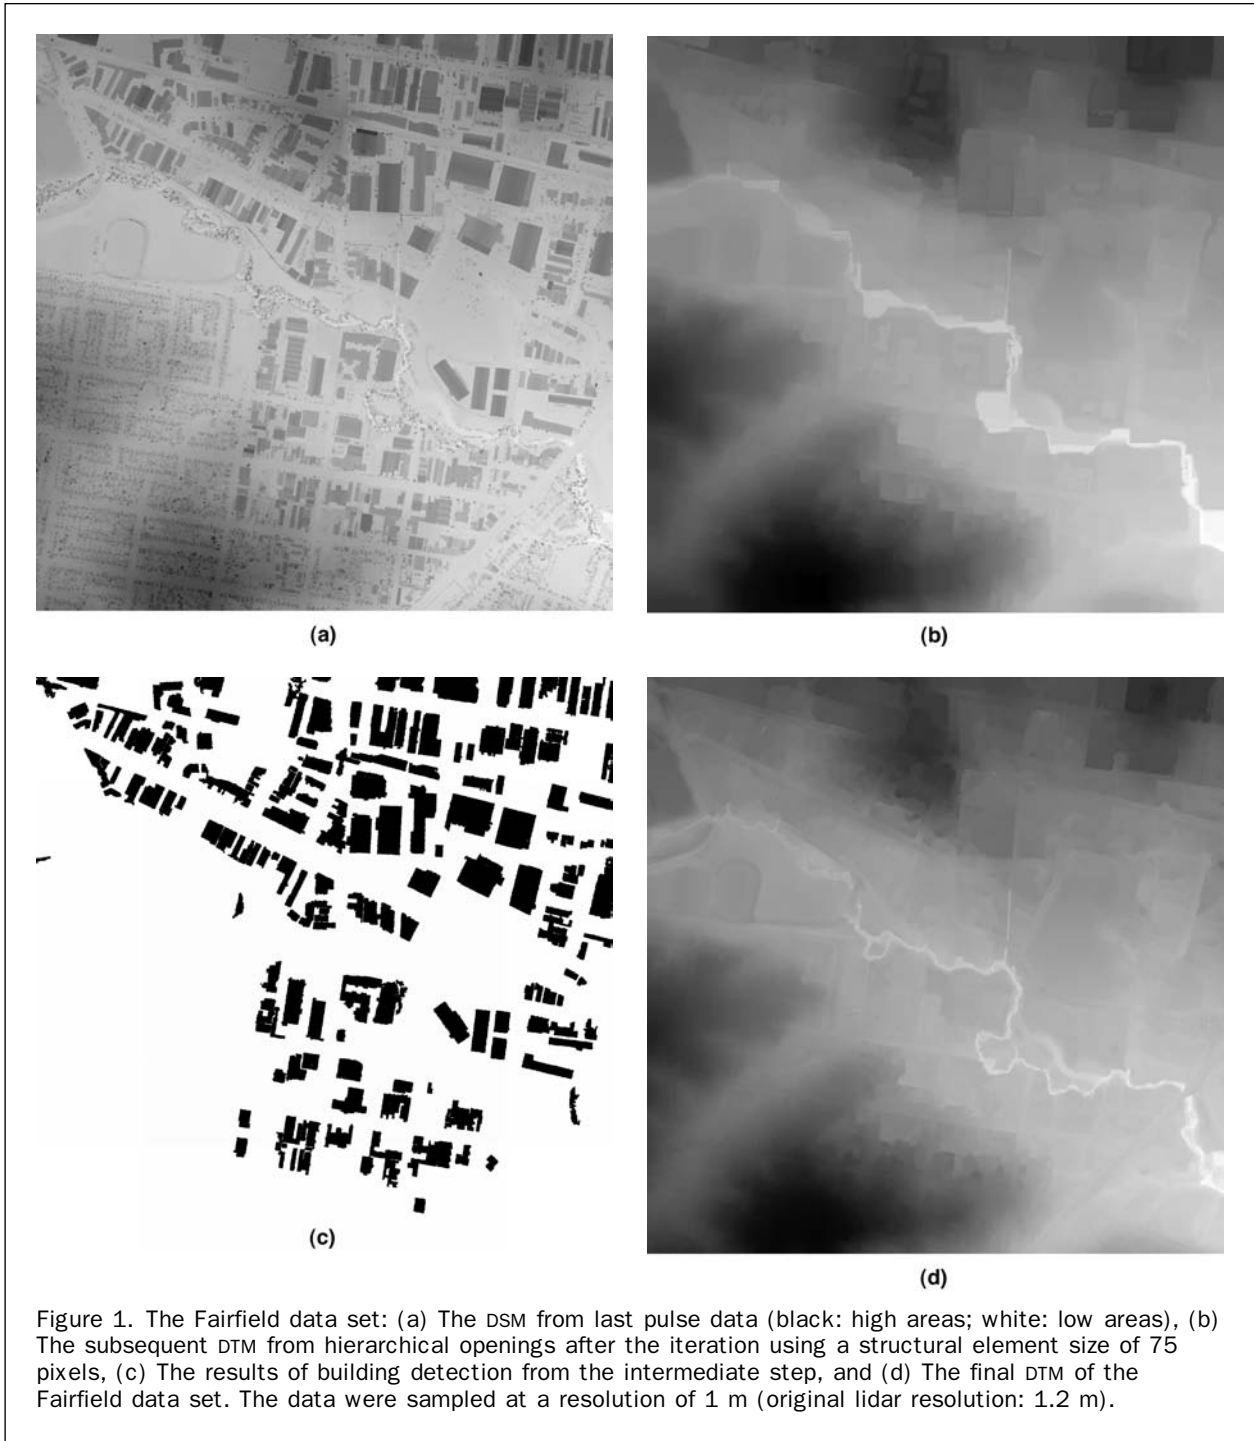 (a)
(b)
(c)
(d)
Figure 1. The Fairfield data set: (a) The DSM from last pulse data (black: high areas; white: low areas), (b)
The subsequent DTM from hierarchical openings after the iteration using a structural element size of 75
pixels, (c) The results of building detection from the intermediate step, and (d) The final DTM of the
Fairfield data set. The data were sampled at a resolution of 1 m (original lidar resolution: 1.2 m).